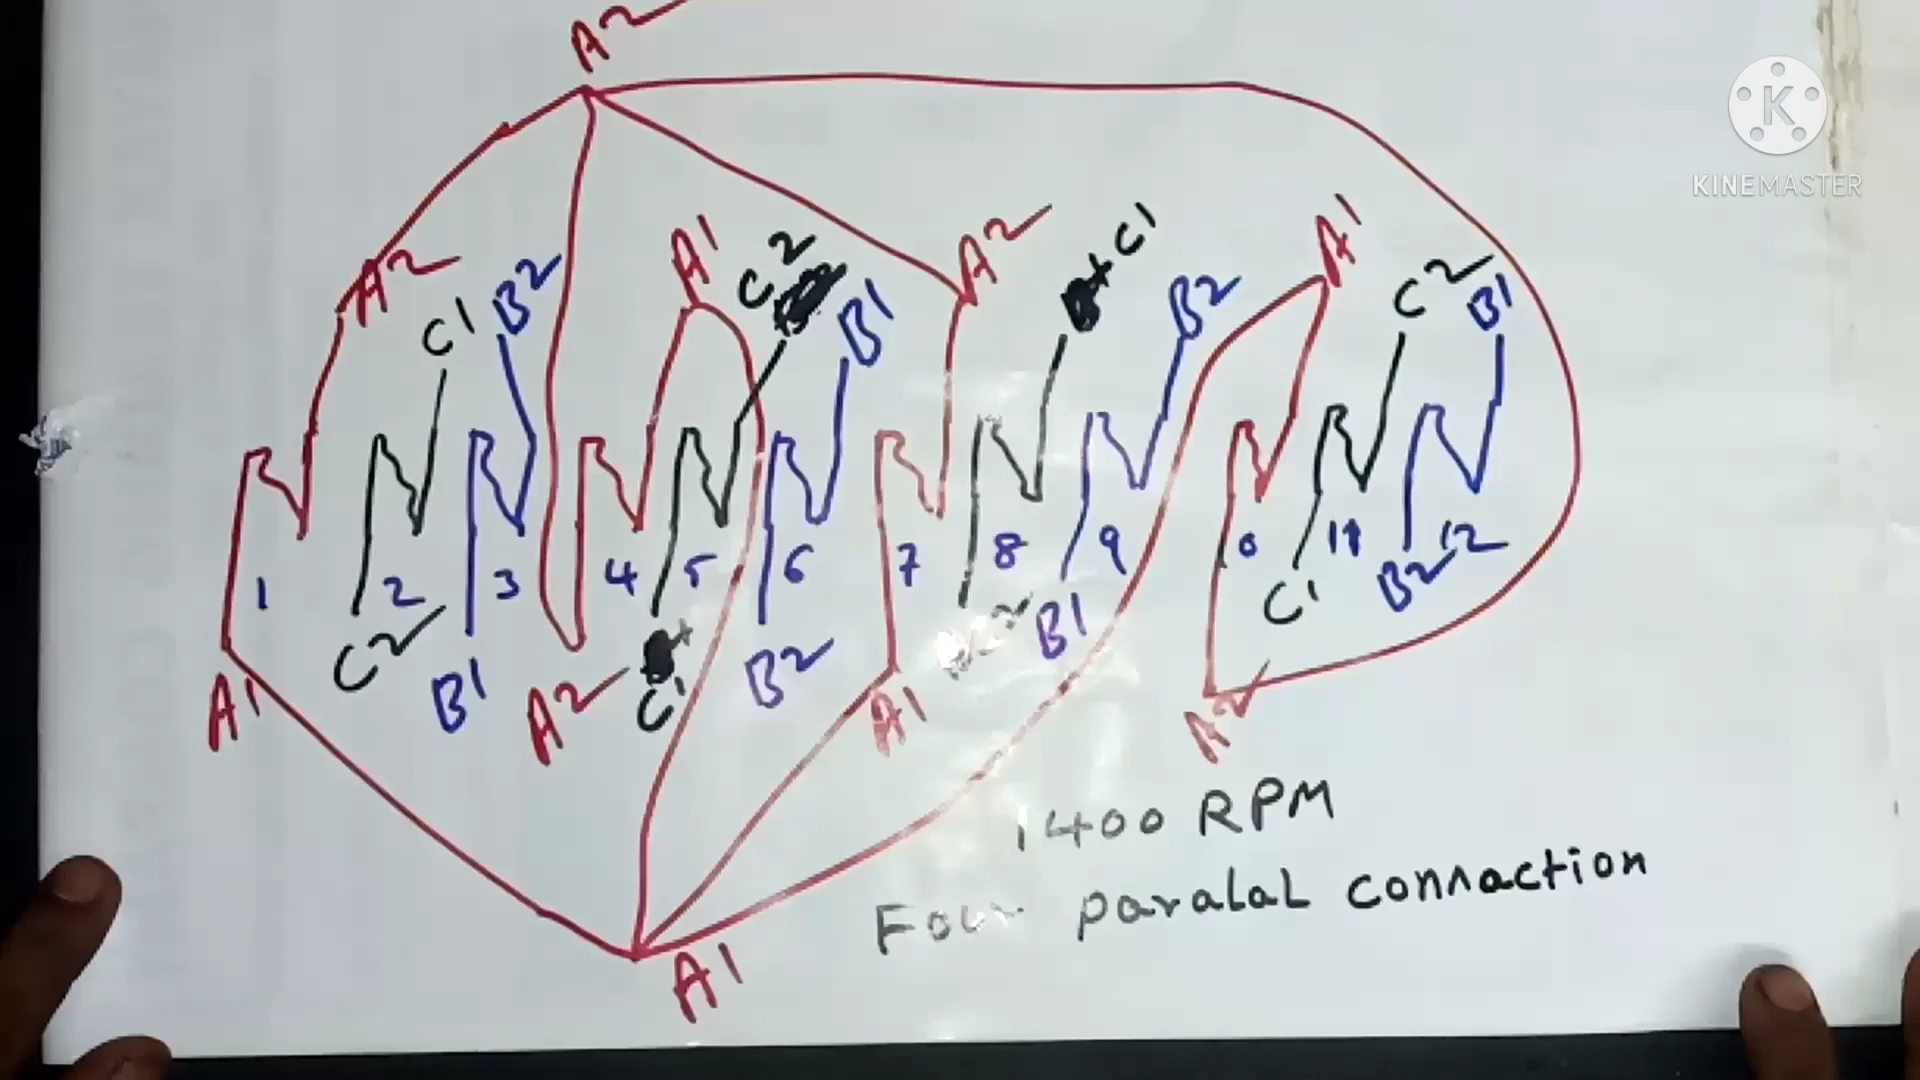 A2
KINEMASTER
A2
C1
B2
A1
C2
B1
A2
C1
B2
A1
C2
B1
1
2
3
4
5
6
7
8
9
11
12
A1
C2
B1
A2
C1
B2
A1
B1
A2
C1
B2
1400 RPM
Four paralal connaction
A1